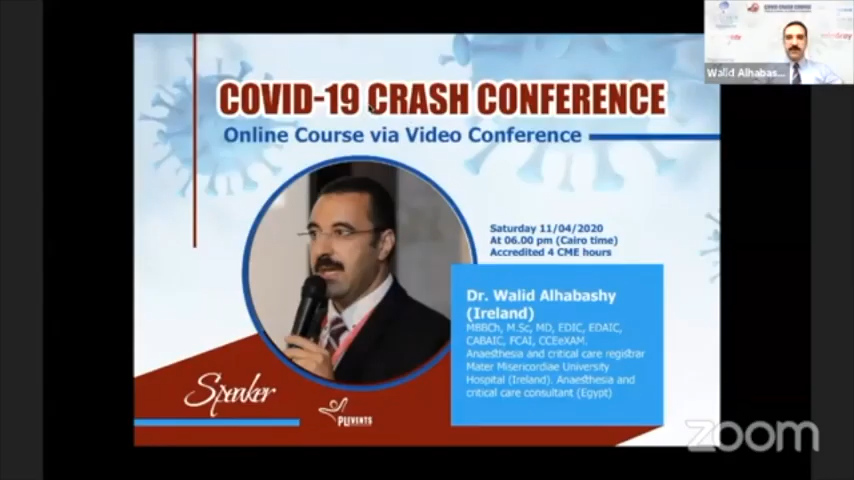 COVID-19 CRASH CONFERENCE
Online Course via Video Conference
Saturday 11/04/2020
At 06.00 pm (Cairo time)
Accredited 4 CME hours
Dr. Walid Alhabashy
(Ireland)
MBBCh, M.Sc, MD, EDIC, EDAIC,
CABAIC, FCAI, CCEeXAM.
Anaesthesia and critical care registrar
Mater Misericordiae University
Hospital (Ireland). Anaesthesia and
critical care consultant (Egypt)
Speaker
PLEVENTS
Walid Alhabas...
zoom